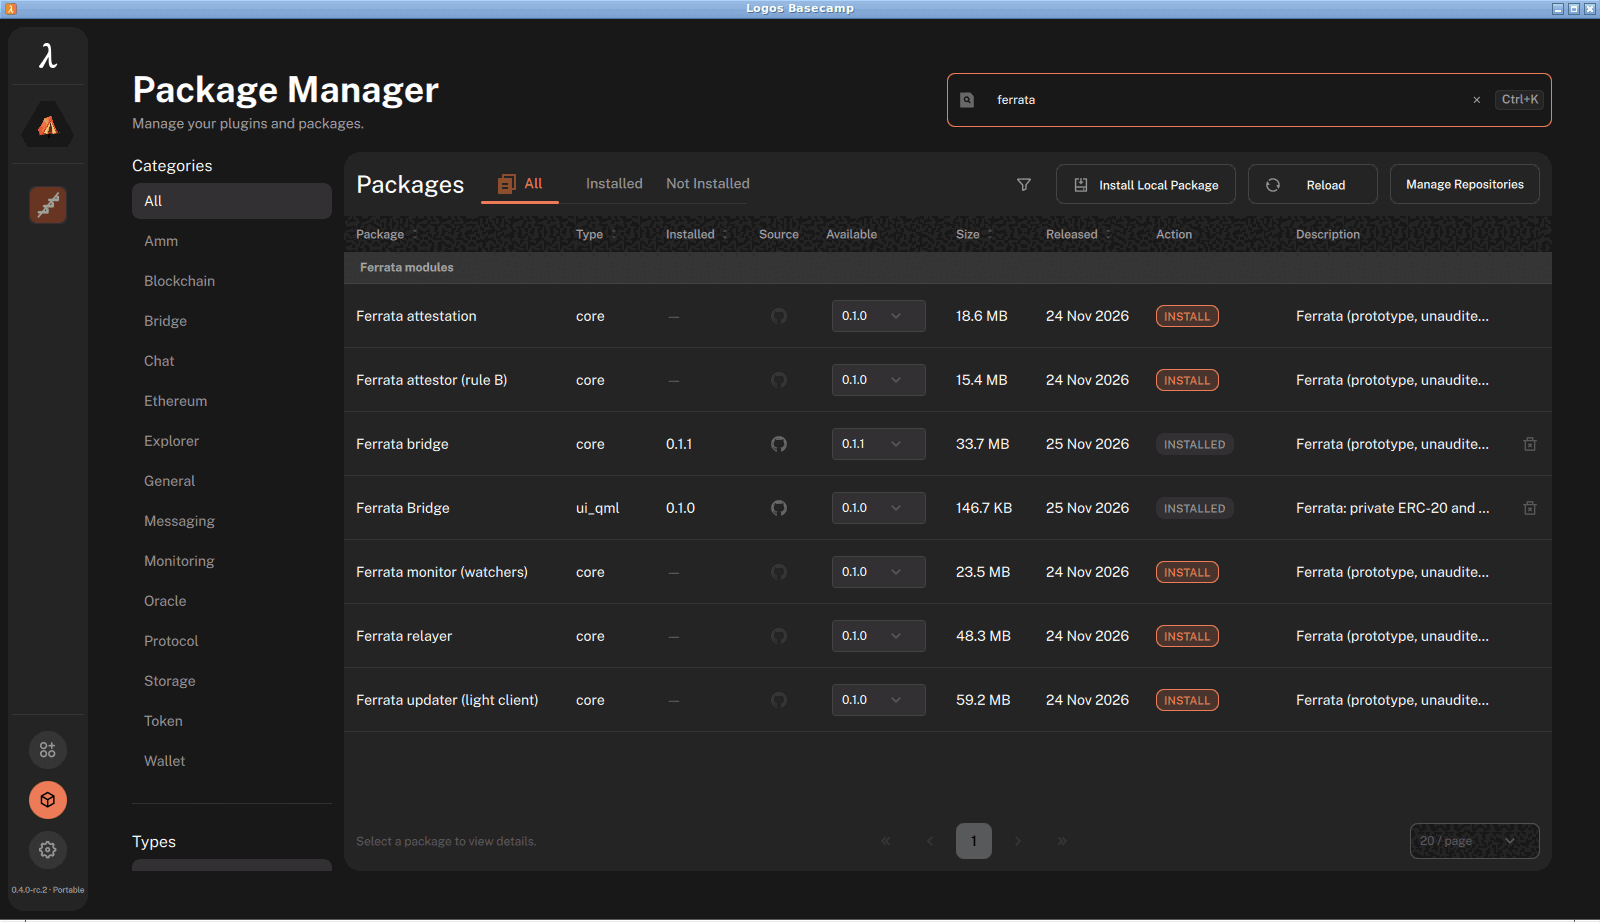 Logos Basecamp
λ
Package Manager
Manage your plugins and packages.
ferrata
Ctrl+K
Categories
All
Amm
Blockchain
Bridge
Chat
Ethereum
Explorer
General
Messaging
Monitoring
Oracle
Protocol
Storage
Token
Wallet
Types
Packages
All
Installed
Not Installed
Install Local Package
Reload
Manage Repositories
Package Type Installed Source Available Size Released Action Description
Ferrata modules
Ferrata attestation core — 0.1.0 18.6 MB 24 Nov 2026 INSTALL Ferrata (prototype, unaudite...
Ferrata attestor (rule B) core — 0.1.0 15.4 MB 24 Nov 2026 INSTALL Ferrata (prototype, unaudite...
Ferrata bridge core 0.1.1 0.1.1 33.7 MB 25 Nov 2026 INSTALLED Ferrata (prototype, unaudite...
Ferrata Bridge ui_qml 0.1.0 0.1.0 146.7 KB 25 Nov 2026 INSTALLED Ferrata: private ERC-20 and ...
Ferrata monitor (watchers) core — 0.1.0 23.5 MB 24 Nov 2026 INSTALL Ferrata (prototype, unaudite...
Ferrata relayer core — 0.1.0 48.3 MB 24 Nov 2026 INSTALL Ferrata (prototype, unaudite...
Ferrata updater (light client) core — 0.1.0 59.2 MB 24 Nov 2026 INSTALL Ferrata (prototype, unaudite...
Select a package to view details.
« ‹ 1 › »
20 / page
0.4.0-rc.2 · Portable